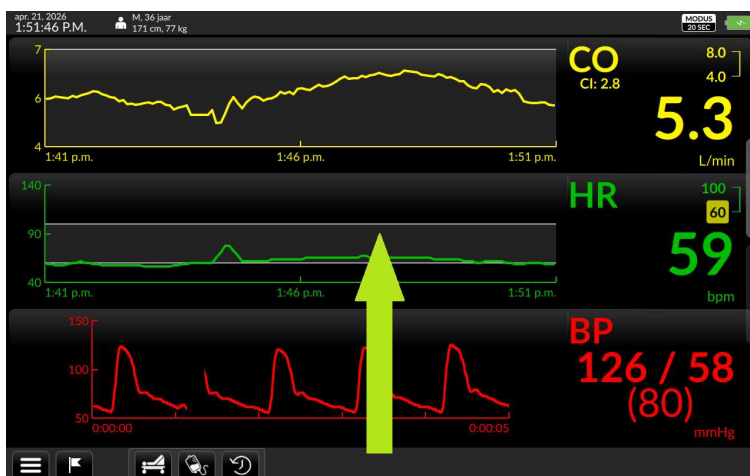 apr. 21, 2026
1:51:46 P.M.
M, 36 jaar
171 cm, 77 kg
MODUS
20 SEC
7
6
4
1:41 p.m.
1:46 p.m.
1:51 p.m.
CO
CI: 2.8
8.0
4.0
5.3
L/min
140
90
40
1:41 p.m.
1:46 p.m.
1:51 p.m.
HR
100
60
59
bpm
150
100
50
0:00:00
0:00:05
BP
126 / 58
(80)
mmHg